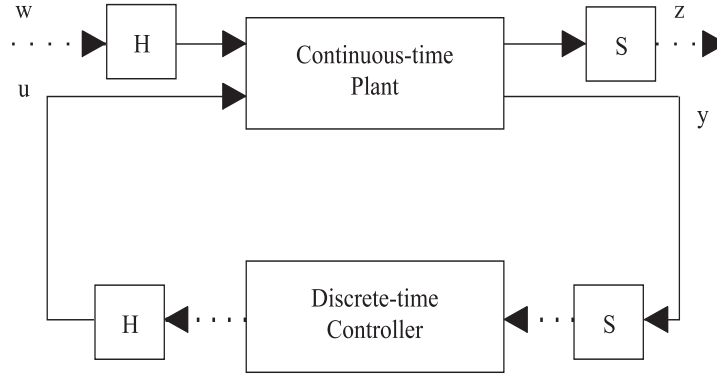 w
H
Continuous-time
Plant
S
z
u
y
H
Discrete-time
Controller
S